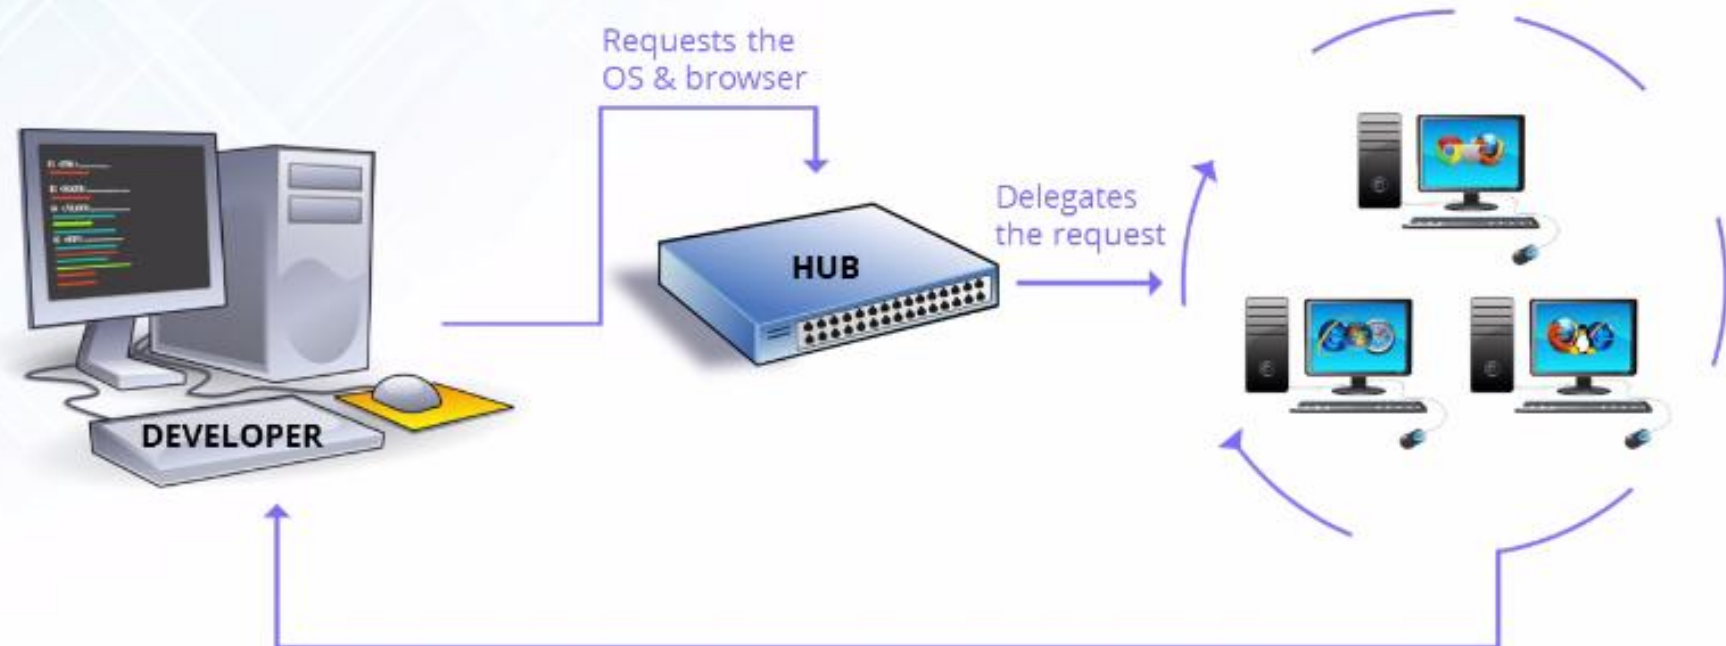 Requests the
OS & browser
Delegates
the request
HUB
DEVELOPER